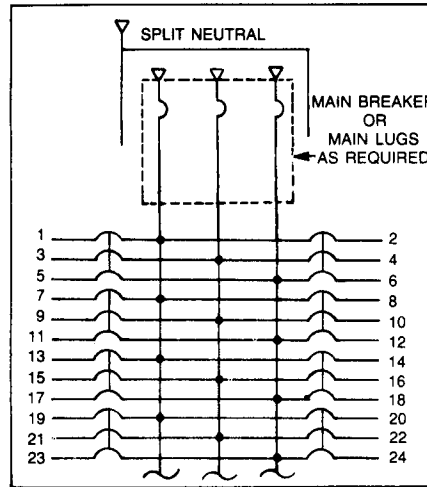 SPLIT NEUTRAL
MAIN BREAKER
OR
MAIN LUGS
AS REQUIRED
1 2
3 4
5 6
7 8
9 10
11 12
13 14
15 16
17 18
19 20
21 22
23 24